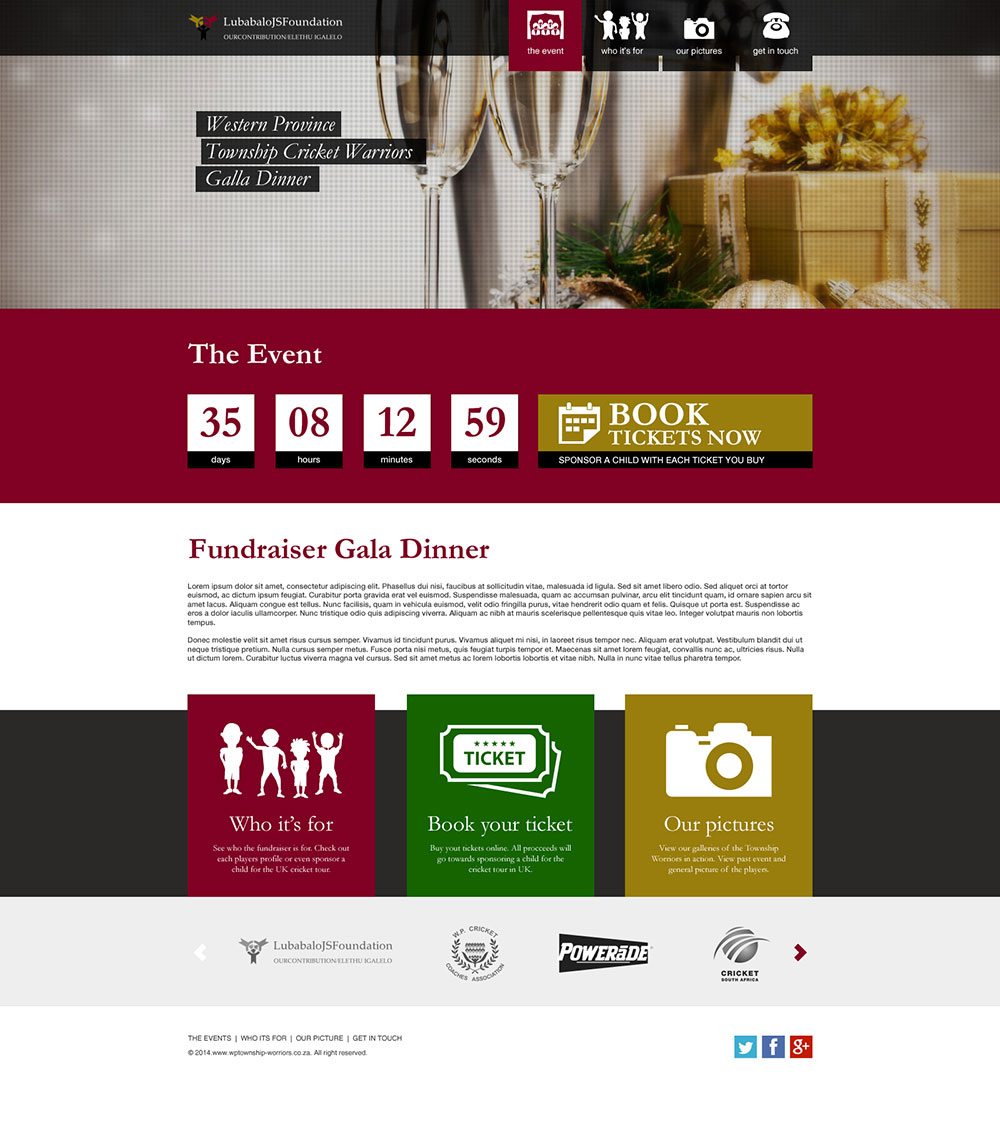 LubabaloJSFoundation
OURCONTRIBUTION/ELETHU IGALELO
the event
who it's for
our pictures
get in touch
Western Province
Township Cricket Warriors
Galla Dinner
The Event
35
days
08
hours
12
minutes
59
seconds
BOOK
TICKETS NOW
SPONSOR A CHILD WITH EACH TICKET YOU BUY
Fundraiser Gala Dinner
Lorem ipsum dolor sit amet, consectetur adipiscing elit. Phasellus dui nisi, faucibus at sollicitudin vitae, malesuada id ligula. Sed sit amet libero odio. Sed aliquet orci at tortor
euismod, ac dictum ipsum feugiat. Curabitur porta gravida erat vel euismod. Suspendisse malesuada, quam ac accumsan pulvinar, arcu elit tincidunt quam, id ornare sapien arcu sit
amet lacus. Aliquam congue est tellus. Nunc facilisis, quam in vehicula euismod, velit odio fringilla purus, vitae hendrerit odio quam et felis. Quisque ut porta est. Suspendisse ac
eros a dolor iaculis ullamcorper. Nunc tristique odio quis adipiscing viverra. Aliquam ac nibh at mauris scelerisque pellentesque quis vitae leo. Integer volutpat mauris non lobortis
tempus.
Donec molestie velit sit amet risus cursus semper. Vivamus id tincidunt purus. Vivamus aliquet mi nisi, in laoreet risus tempor nec. Aliquam erat volutpat. Vestibulum blandit dui ut
neque tristique pretium. Nulla cursus semper metus. Fusce porta nisi metus, quis feugiat turpis tempor et. Maecenas sit amet lorem feugiat, convallis nunc ac, ultricies risus. Nulla
ut dictum lorem. Curabitur luctus viverra magna vel cursus. Sed sit amet metus ac lorem lobortis lobortis et vitae nibh. Nulla in nunc vitae tellus pharetra tempor.
Who it's for
See who the fundraiser is for. Check out
each players profile or even sponsor a
child for the UK cricket tour.
TICKET
Book your ticket
Buy yout tickets online. All procceeds will
go towards sponsoring a child for the
cricket tour in UK.
Our pictures
View our galleries of the Township
Worriors in action. View past event and
general picture of the players.
LubabaloJSFoundation
OURCONTRIBUTION/ELETHU IGALELO
W.P. CRICKET
COACHES ASSOCIATION
POWERāDE
CRICKET
SOUTH AFRICA
THE EVENTS | WHO ITS FOR | OUR PICTURE | GET IN TOUCH
© 2014.www.wptownship-worriors.co.za. All right reserved.
f
g+